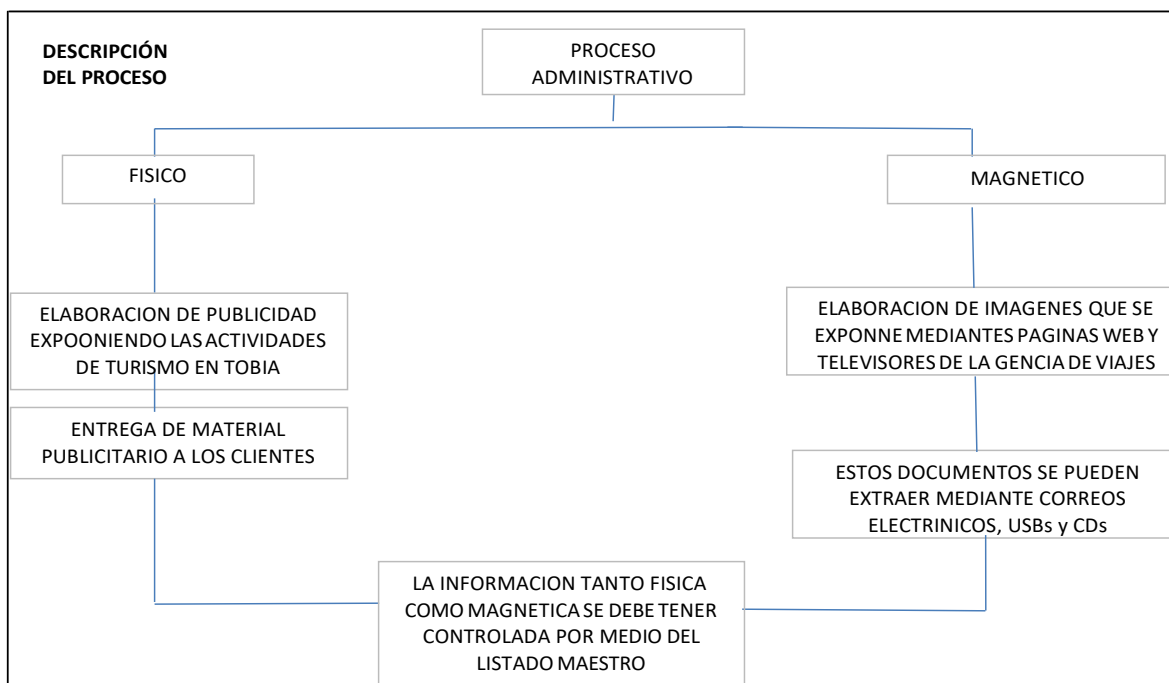 DESCRIPCIÓN
DEL PROCESO
PROCESO
ADMINISTRATIVO
FISICO
MAGNETICO
ELABORACION DE PUBLICIDAD
EXPOONIENDO LAS ACTIVIDADES
DE TURISMO EN TOBIA
ELABORACION DE IMAGENES QUE SE
EXPONNE MEDIANTES PAGINAS WEB Y
TELEVISORES DE LA GENCIA DE VIAJES
ENTREGA DE MATERIAL
PUBLICITARIO A LOS CLIENTES
ESTOS DOCUMENTOS SE PUEDEN
EXTRAER MEDIANTE CORREOS
ELECTRINICOS, USBs y CDs
LA INFORMACION TANTO FISICA
COMO MAGNETICA SE DEBE TENER
CONTROLADA POR MEDIO DEL
LISTADO MAESTRO